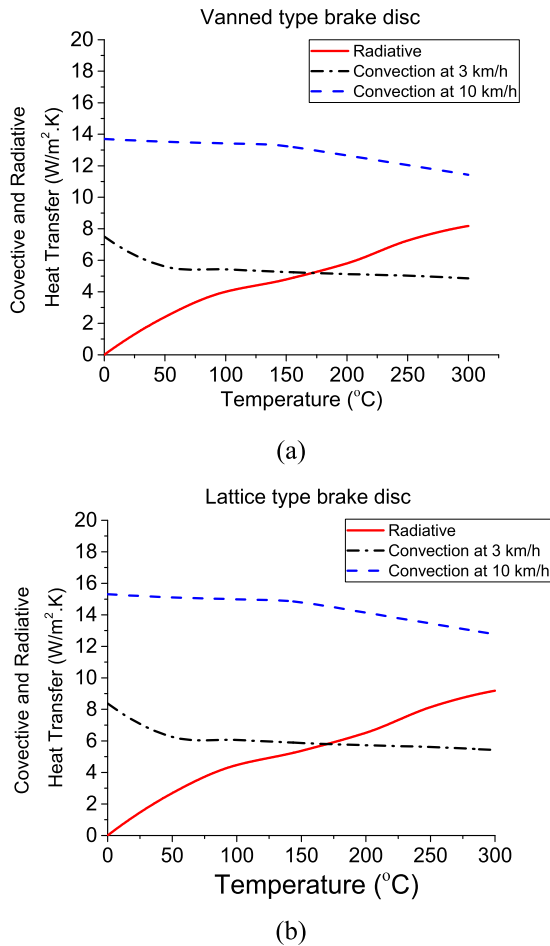 Vanned type brake disc
Radiative
Convection at 3 km/h
Convection at 10 km/h
20
18
16
14
12
10
8
6
4
2
0
Covective and Radiative
Heat Transfer (W/m².K)
0 50 100 150 200 250 300
Temperature (°C)
(a)
Lattice type brake disc
Radiative
Convection at 3 km/h
Convection at 10 km/h
20
18
16
14
12
10
8
6
4
2
0
Covective and Radiative
Heat Transfer (W/m².K)
0 50 100 150 200 250 300
Temperature (°C)
(b)